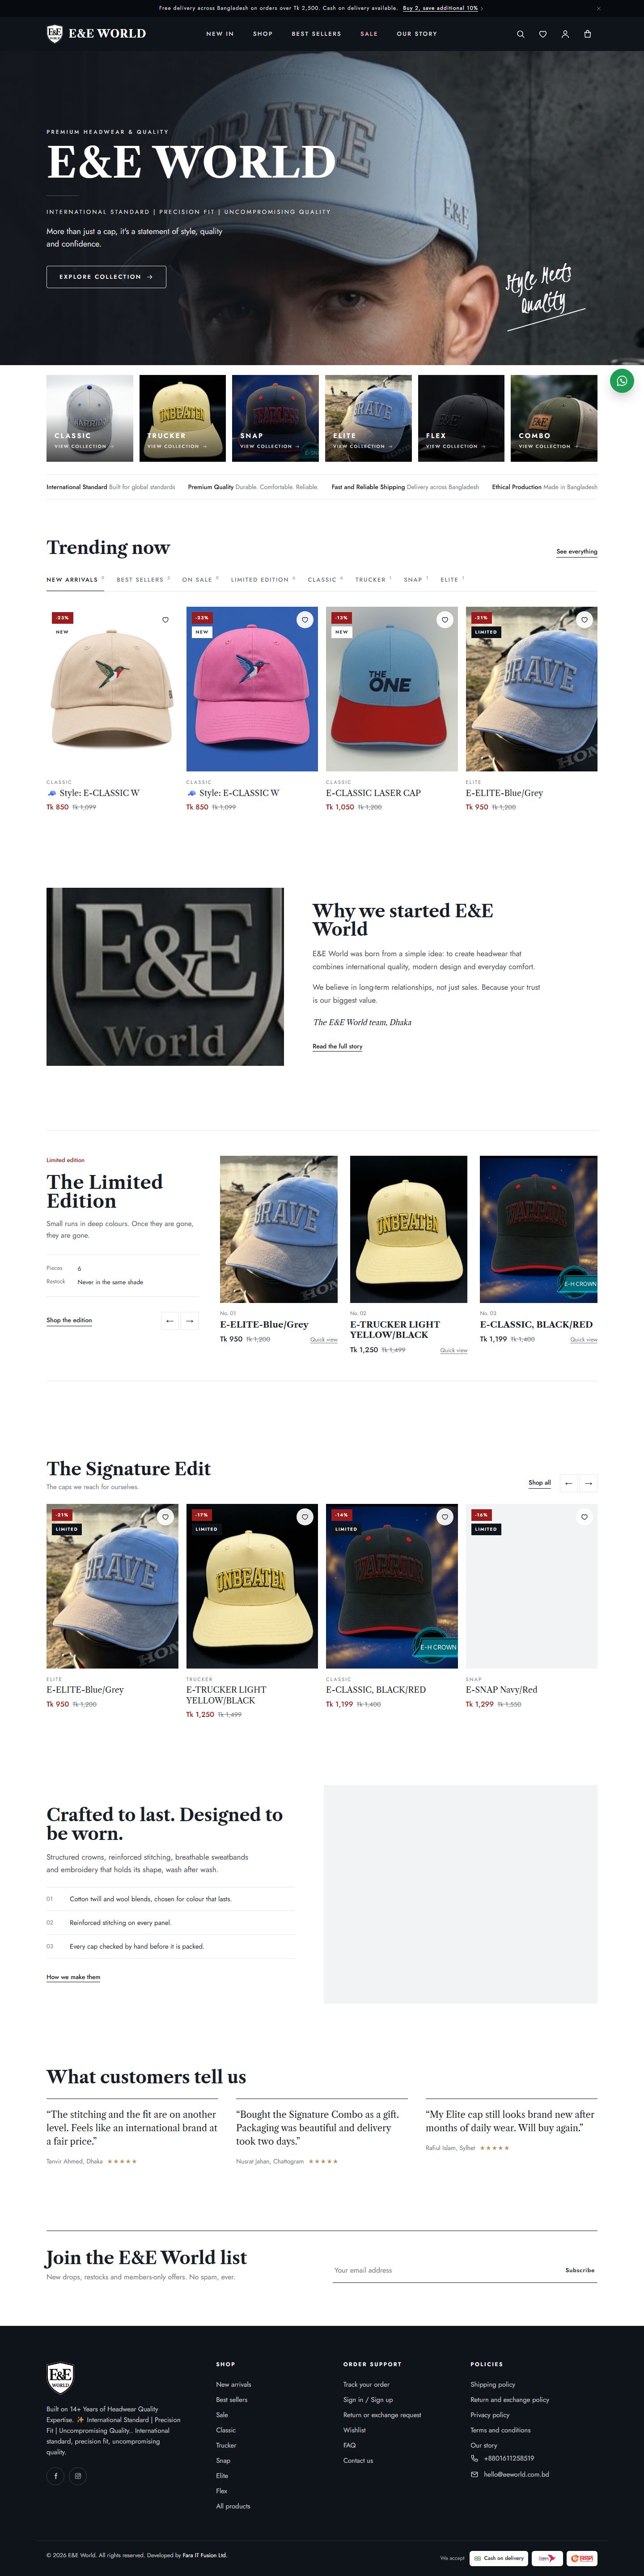 Free delivery across Bangladesh on orders over Tk 2,500. Cash on delivery available. Buy 2, save additional 10% ›
E&E WORLD
NEW IN SHOP BEST SELLERS SALE OUR STORY
PREMIUM HEADWEAR & QUALITY
E&E WORLD
INTERNATIONAL STANDARD | PRECISION FIT | UNCOMPROMISING QUALITY
More than just a cap, it's a statement of style, quality
and confidence.
EXPLORE COLLECTION →
Style Meets
Quality
BRAVE
E&E
CLASSIC
VIEW COLLECTION →
UNBEATEN
TRUCKER
VIEW COLLECTION →
SNAP
VIEW COLLECTION →
BRAVE
ELITE
VIEW COLLECTION →
FLEX
VIEW COLLECTION →
COMBO
VIEW COLLECTION →
International Standard Built for global standards
Premium Quality Durable. Comfortable. Reliable.
Fast and Reliable Shipping Delivery across Bangladesh
Ethical Production Made in Bangladesh
Trending now
See everything
NEW ARRIVALS
BEST SELLERS
ON SALE
LIMITED EDITION
CLASSIC
TRUCKER 1
SNAP 1
ELITE 1
-23%
NEW
CLASSIC
Style: E-CLASSIC W
Tk 850 Tk 1,099
-23%
NEW
CLASSIC
Style: E-CLASSIC W
Tk 850 Tk 1,099
-13%
NEW
THE
ONE
CLASSIC
E-CLASSIC LASER CAP
Tk 1,050 Tk 1,200
-21%
LIMITED
BRAVE
HON
ELITE
E-ELITE-Blue/Grey
Tk 950 Tk 1,200
E&E
World
Why we started E&E
World
E&E World was born from a simple idea: to create headwear that
combines international quality, modern design and everyday comfort.
We believe in long-term relationships, not just sales. Because your trust
is our biggest value.
The E&E World team, Dhaka
Read the full story
Limited edition
The Limited
Edition
Small runs in deep colours. Once they are gone,
they are gone.
Pieces 6
Restock Never in the same shade
Shop the edition
← →
BRAVE
HON
No. 01
E-ELITE-Blue/Grey
Tk 950 Tk 1,200 Quick view
UNBEATEN
No. 02
E-TRUCKER LIGHT
YELLOW/BLACK
Tk 1,250 Tk 1,499 Quick view
E-H CROWN
No. 03
E-CLASSIC, BLACK/RED
Tk 1,199 Tk 1,400 Quick view
The Signature Edit
The caps we reach for ourselves.
Shop all ← →
-21%
LIMITED
BRAVE
HON
ELITE
E-ELITE-Blue/Grey
Tk 950 Tk 1,200
-17%
LIMITED
UNBEATEN
TRUCKER
E-TRUCKER LIGHT
YELLOW/BLACK
Tk 1,250 Tk 1,499
-14%
LIMITED
E-H CROWN
CLASSIC
E-CLASSIC, BLACK/RED
Tk 1,199 Tk 1,400
-16%
LIMITED
SNAP
E-SNAP Navy/Red
Tk 1,299 Tk 1,550
Crafted to last. Designed to
be worn.
Structured crowns, reinforced stitching, breathable sweatbands
and embroidery that holds its shape, wash after wash.
01 Cotton twill and wool blends, chosen for colour that lasts.
02 Reinforced stitching on every panel.
03 Every cap checked by hand before it is packed.
How we make them
What customers tell us
“The stitching and the fit are on another
level. Feels like an international brand at
a fair price.”
Tanvir Ahmed, Dhaka ★★★★★
“Bought the Signature Combo as a gift.
Packaging was beautiful and delivery
took two days.”
Nusrat Jahan, Chattogram ★★★★★
“My Elite cap still looks brand new after
months of daily wear. Will buy again.”
Rafiul Islam, Sylhet ★★★★★
Join the E&E World list
New drops, restocks and members-only offers. No spam, ever.
Your email address
Subscribe
E&E
WORLD
Built on 14+ Years of Headwear Quality
Expertise. ✨ International Standard | Precision
Fit | Uncompromising Quality.. International
standard, precision fit, uncompromising
quality.
SHOP
New arrivals
Best sellers
Sale
Classic
Trucker
Snap
Elite
Flex
All products
ORDER SUPPORT
Track your order
Sign in / Sign up
Return or exchange request
Wishlist
FAQ
Contact us
POLICIES
Shipping policy
Return and exchange policy
Privacy policy
Terms and conditions
Our story
+8801611258519
hello@eeworld.com.bd
© 2026 E&E World. All rights reserved. Developed by Fara IT Fusion Ltd.
We accept Cash on delivery